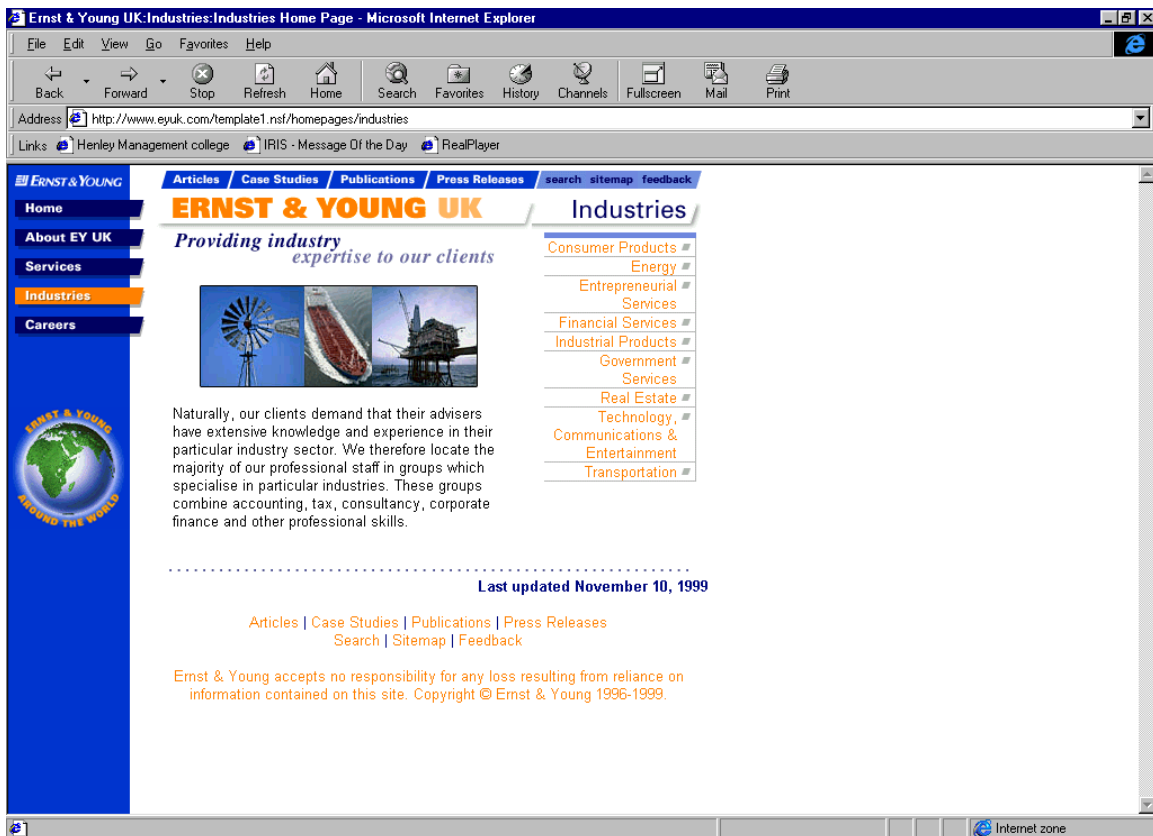 Ernst & Young UK:Industries:Industries Home Page - Microsoft Internet Explorer
File Edit View Go Favorites Help
Back Forward Stop Refresh Home Search Favorites History Channels Fullscreen Mail Print
Address http://www.eyuk.com/template1.nsf/homepages/industries
Links Henley Management college IRIS - Message Of the Day RealPlayer
ERNST & YOUNG
Home
About EY UK
Services
Industries
Careers
ERNST & YOUNG
AROUND THE WORLD
Articles Case Studies Publications Press Releases search sitemap feedback
ERNST & YOUNG UK Industries
Providing industry
expertise to our clients
Consumer Products
Energy
Entrepreneurial
Services
Financial Services
Industrial Products
Government
Services
Real Estate
Technology,
Communications &
Entertainment
Transportation
Naturally, our clients demand that their advisers
have extensive knowledge and experience in their
particular industry sector. We therefore locate the
majority of our professional staff in groups which
specialise in particular industries. These groups
combine accounting, tax, consultancy, corporate
finance and other professional skills.
Last updated November 10, 1999
Articles | Case Studies | Publications | Press Releases
Search | Sitemap | Feedback
Ernst & Young accepts no responsibility for any loss resulting from reliance on
information contained on this site. Copyright © Ernst & Young 1996-1999.
Internet zone